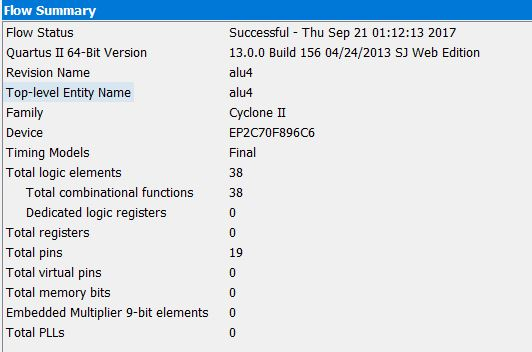 Flow Summary
Flow Status Successful - Thu Sep 21 01:12:13 2017
Quartus II 64-Bit Version 13.0.0 Build 156 04/24/2013 SJ Web Edition
Revision Name alu4
Top-level Entity Name alu4
Family Cyclone II
Device EP2C70F896C6
Timing Models Final
Total logic elements 38
Total combinational functions 38
Dedicated logic registers 0
Total registers 0
Total pins 19
Total virtual pins 0
Total memory bits 0
Embedded Multiplier 9-bit elements 0
Total PLLs 0